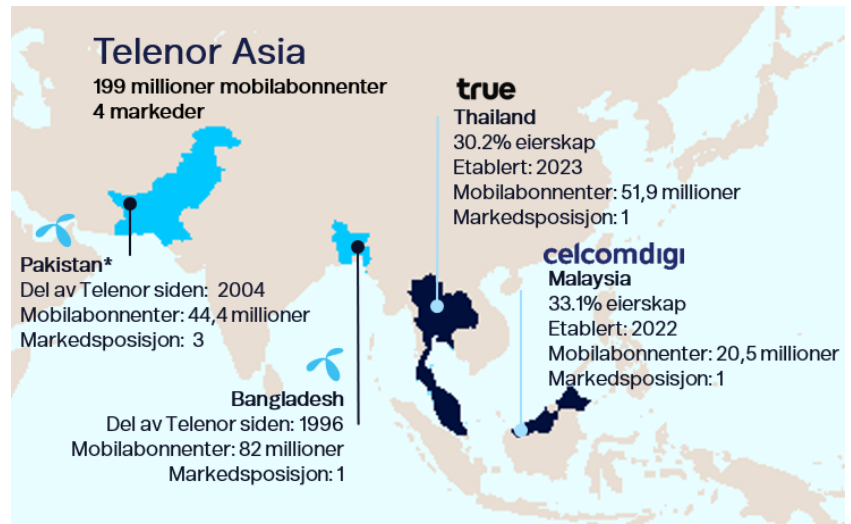 Telenor Asia
199 millioner mobilabonnenter
4 markeder
true
Thailand
30.2% eierskap
Etablert: 2023
Mobilabonnenter: 51,9 millioner
Markedsposisjon: 1
celcomdigi
Malaysia
33.1% eierskap
Etablert: 2022
Mobilabonnenter: 20,5 millioner
Markedsposisjon: 1
Pakistan*
Del av Telenor siden: 2004
Mobilabonnenter: 44,4 millioner
Markedsposisjon: 3
Bangladesh
Del av Telenor siden: 1996
Mobilabonnenter: 82 millioner
Markedsposisjon: 1